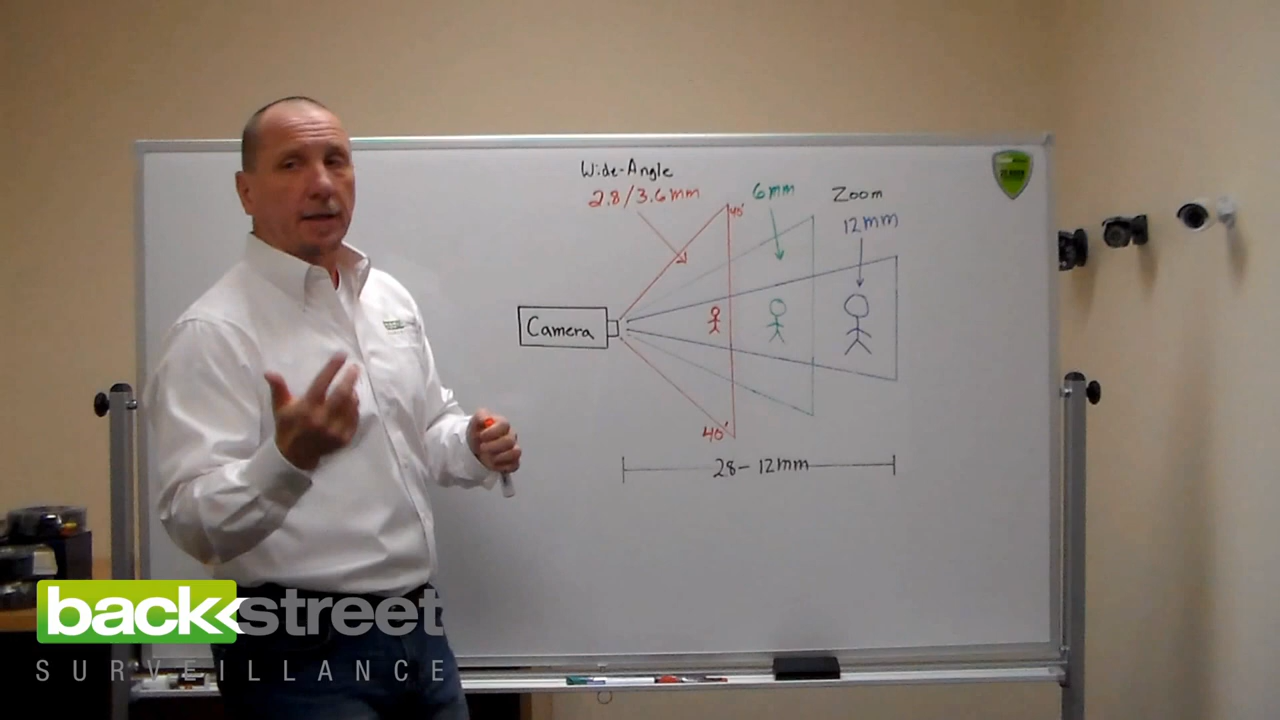 Wide-Angle
2.8/3.6mm
6mm
Zoom
12mm
40'
Camera
40'
28-12mm
back street
SURVEILLANCE